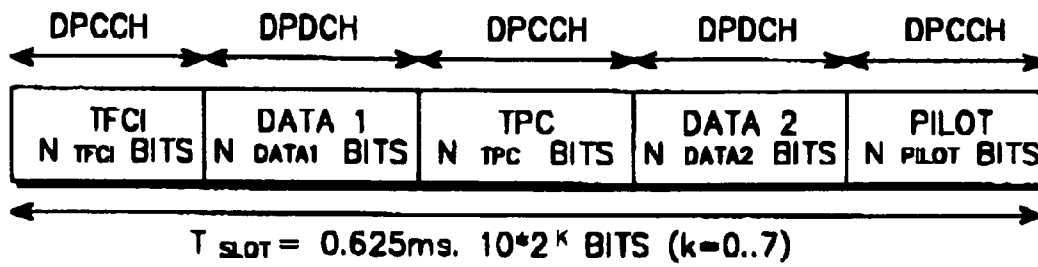 DPCCH DPDCH DPCCH DPDCH DPCCH
TFCI DATA 1 TPC DATA 2 PILOT
N TFCI BITS N DATA1 BITS N TPC BITS N DATA2 BITS N PILOT BITS
T SLOT = 0.625ms. 10*2 K BITS (k=0..7)